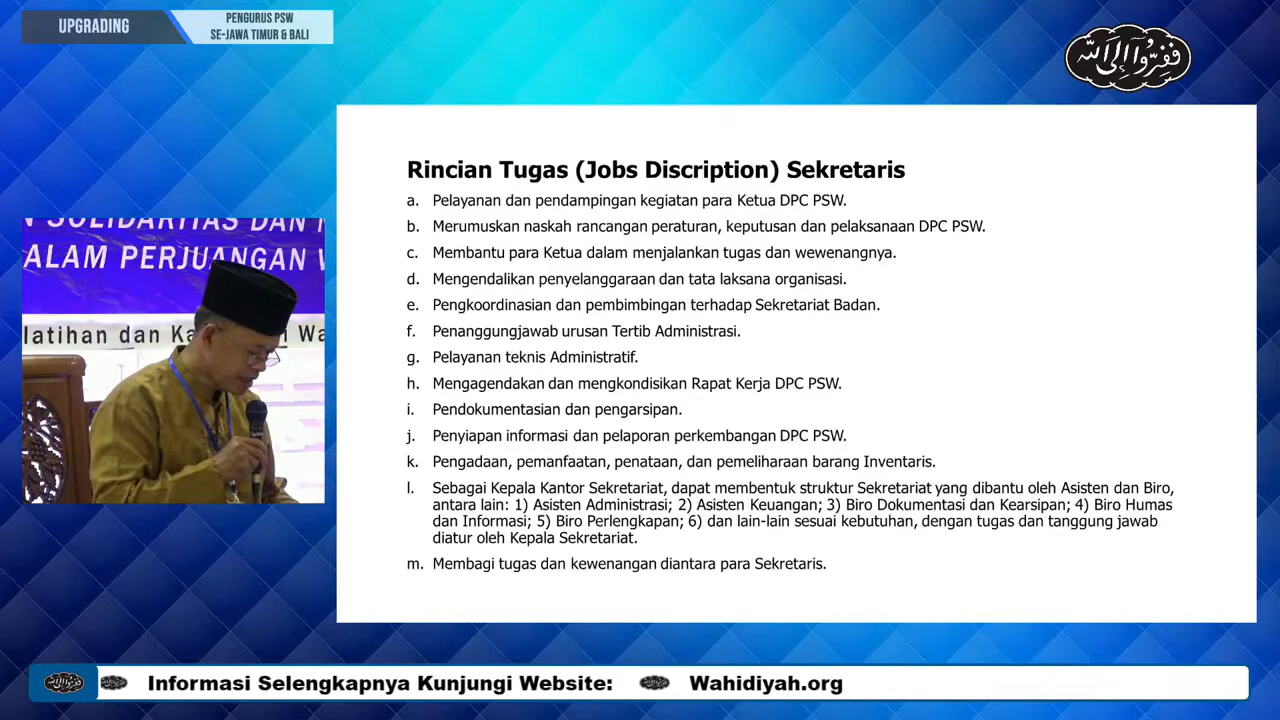 UPGRADING
PENGURUS PSW
SE-JAWA TIMUR & BALI
ففروا إلى الله
Rincian Tugas (Jobs Discription) Sekretaris
a. Pelayanan dan pendampingan kegiatan para Ketua DPC PSW.
b. Merumuskan naskah rancangan peraturan, keputusan dan pelaksanaan DPC PSW.
c. Membantu para Ketua dalam menjalankan tugas dan wewenangnya.
d. Mengendalikan penyelanggaraan dan tata laksana organisasi.
e. Pengkoordinasian dan pembimbingan terhadap Sekretariat Badan.
f. Penanggungjawab urusan Tertib Administrasi.
g. Pelayanan teknis Administratif.
h. Mengagendakan dan mengkondisikan Rapat Kerja DPC PSW.
i. Pendokumentasian dan pengarsipan.
j. Penyiapan informasi dan pelaporan perkembangan DPC PSW.
k. Pengadaan, pemanfaatan, penataan, dan pemeliharaan barang Inventaris.
l. Sebagai Kepala Kantor Sekretariat, dapat membentuk struktur Sekretariat yang dibantu oleh Asisten dan Biro,
antara lain: 1) Asisten Administrasi; 2) Asisten Keuangan; 3) Biro Dokumentasi dan Kearsipan; 4) Biro Humas
dan Informasi; 5) Biro Perlengkapan; 6) dan lain-lain sesuai kebutuhan, dengan tugas dan tanggung jawab
diatur oleh Kepala Sekretariat.
m. Membagi tugas dan kewenangan diantara para Sekretaris.
SOLIDARITAS DAN
ALAM PERJUANGAN
latihan dan Ka
Informasi Selengkapnya Kunjungi Website: Wahidiyah.org